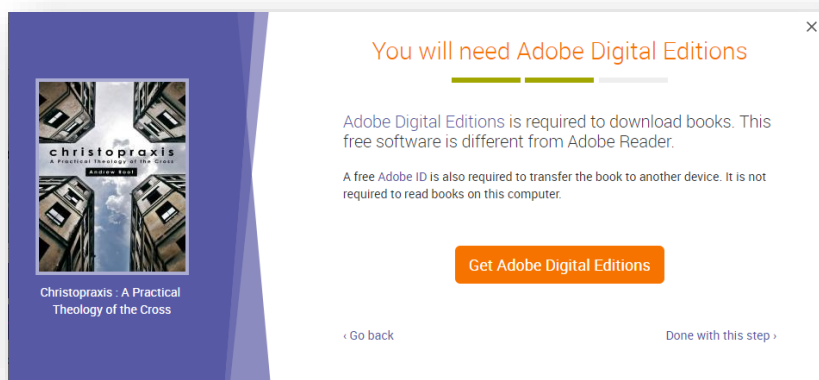 You will need Adobe Digital Editions
christopraxis
A Practical Theology of the Cross
Andrew Root
Christopraxis : A Practical
Theology of the Cross
Adobe Digital Editions is required to download books. This
free software is different from Adobe Reader.
A free Adobe ID is also required to transfer the book to another device. It is not
required to read books on this computer.
Get Adobe Digital Editions
‹ Go back
Done with this step ›